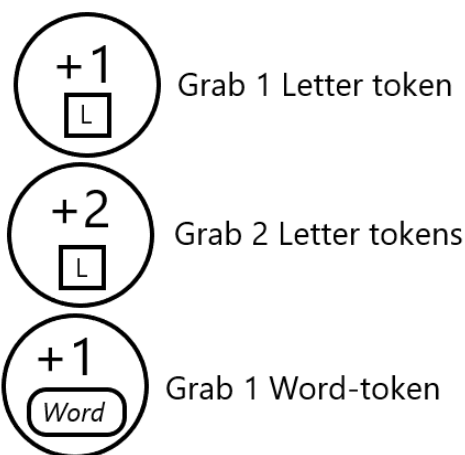 +1
L
Grab 1 Letter token
+2
L
Grab 2 Letter tokens
+1
Word
Grab 1 Word-token